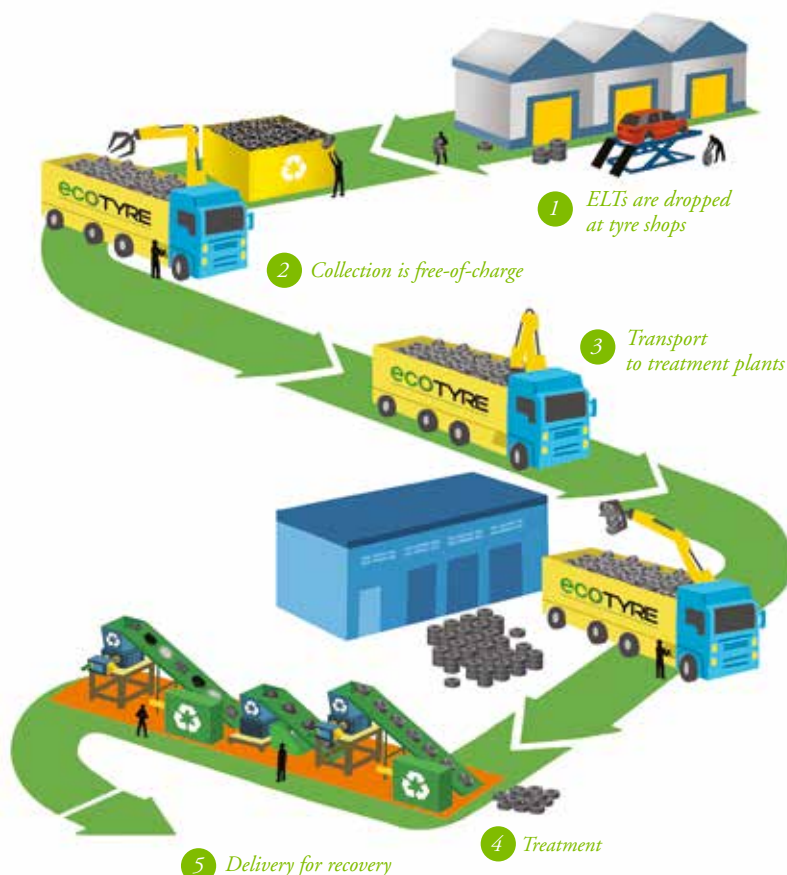 1 ELTs are dropped
at tyre shops
ecoTYRE
2 Collection is free-of-charge
3 Transport
to treatment plants
ecoTYRE
ecoTYRE
4 Treatment
5 Delivery for recovery